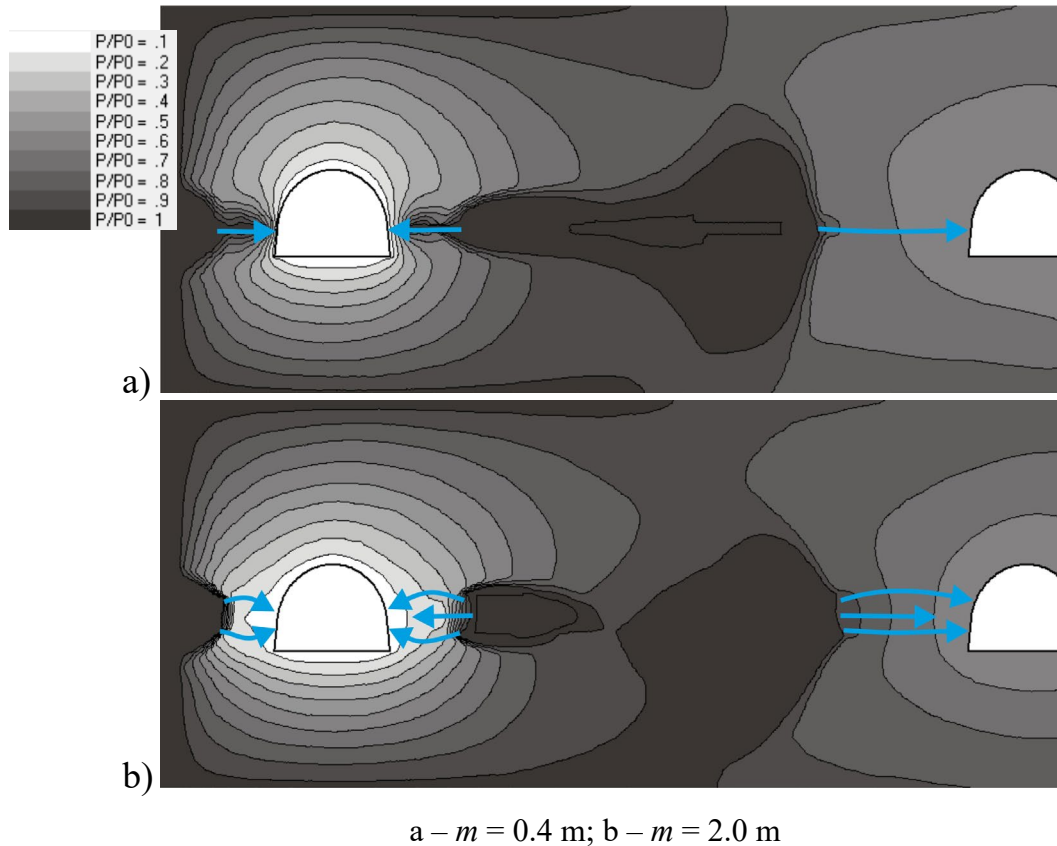 P/P0 = .1
P/P0 = .2
P/P0 = .3
P/P0 = .4
P/P0 = .5
P/P0 = .6
P/P0 = .7
P/P0 = .8
P/P0 = .9
P/P0 = 1
a)
b)
a – m = 0.4 m; b – m = 2.0 m